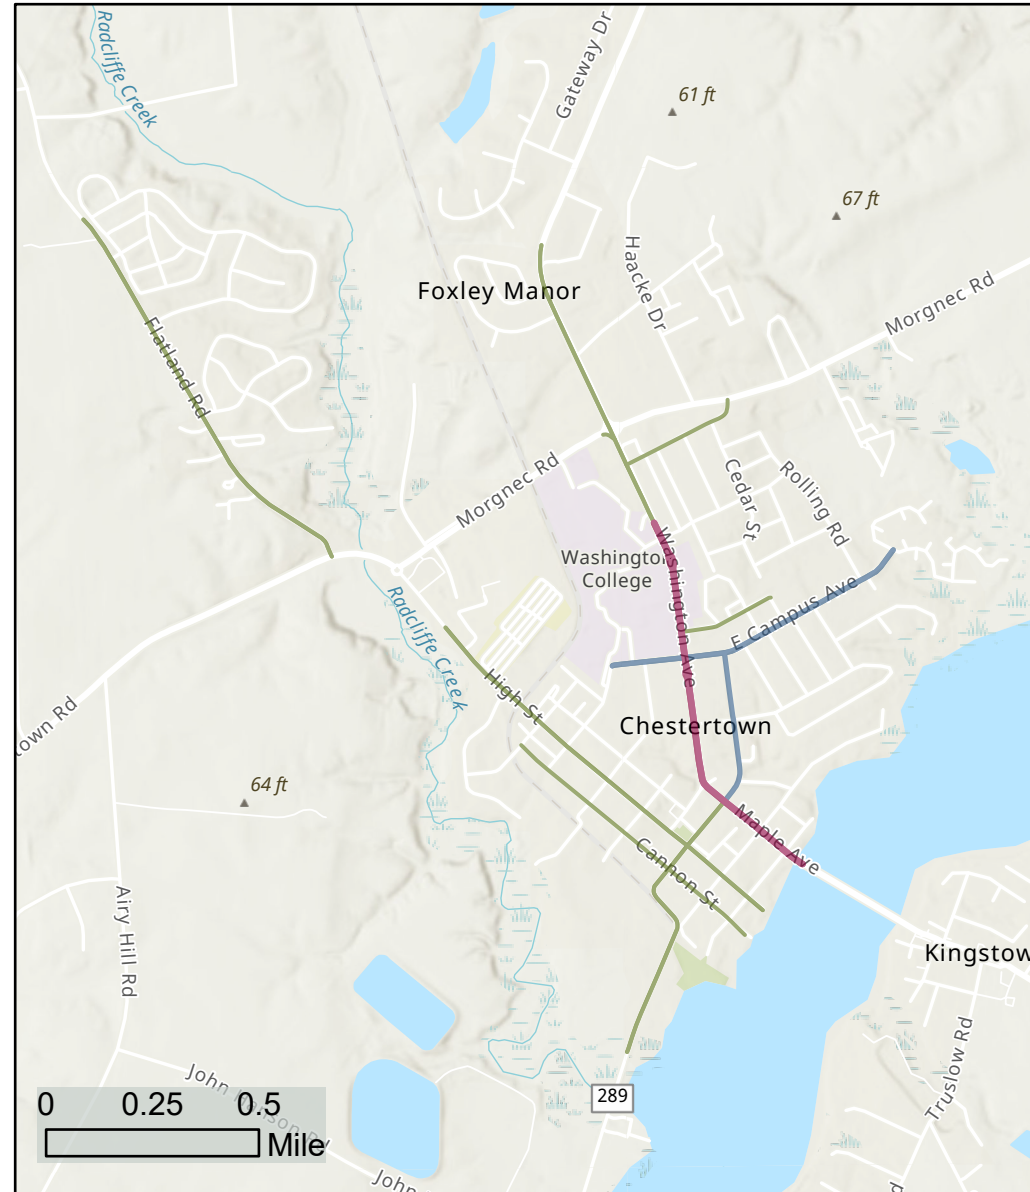 Radcliffe Creek
Gateway Dr
61 ft
67 ft
Haacke Dr
Foxley Manor
Morgnec Rd
Flatland Rd
Morgnec Rd
Cedar St
Rolling Rd
Washington
College
Washington Ave
E Campus Ave
Radcliffe Creek
High St
Chestertown
town Rd
64 ft
Maple Ave
Cannon St
Airy Hill Rd
Kingstow
Truslow Rd
John
289
0 0.25 0.5
Mile
John